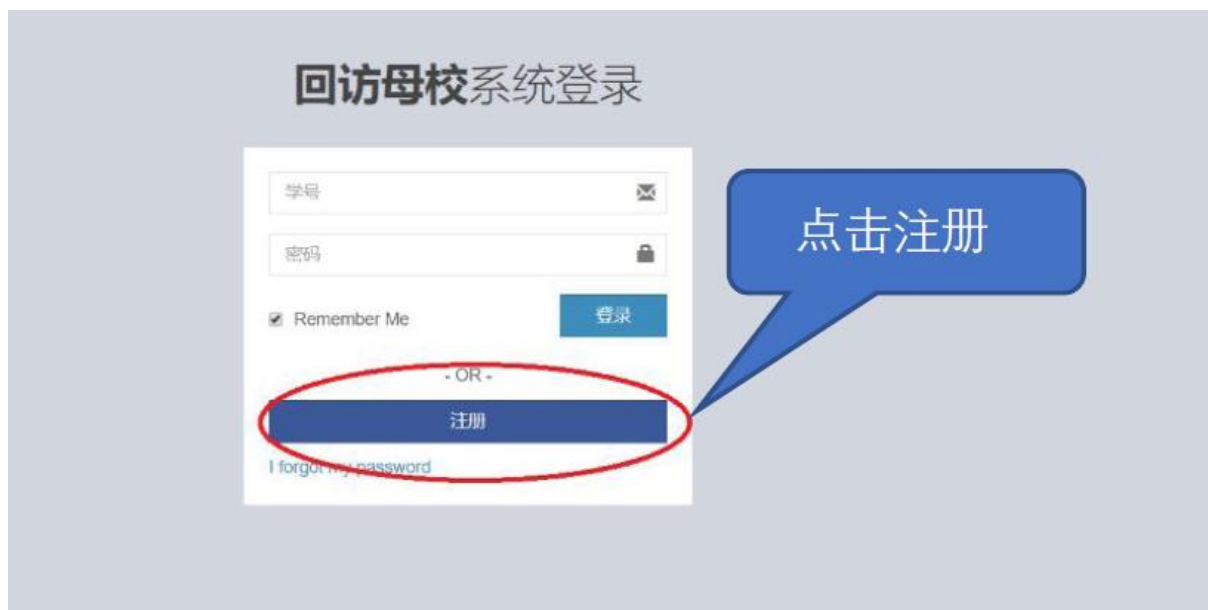 回访母校系统登录
学号
密码
点击注册
Remember Me
登录
- OR -
注册
I forgot my password